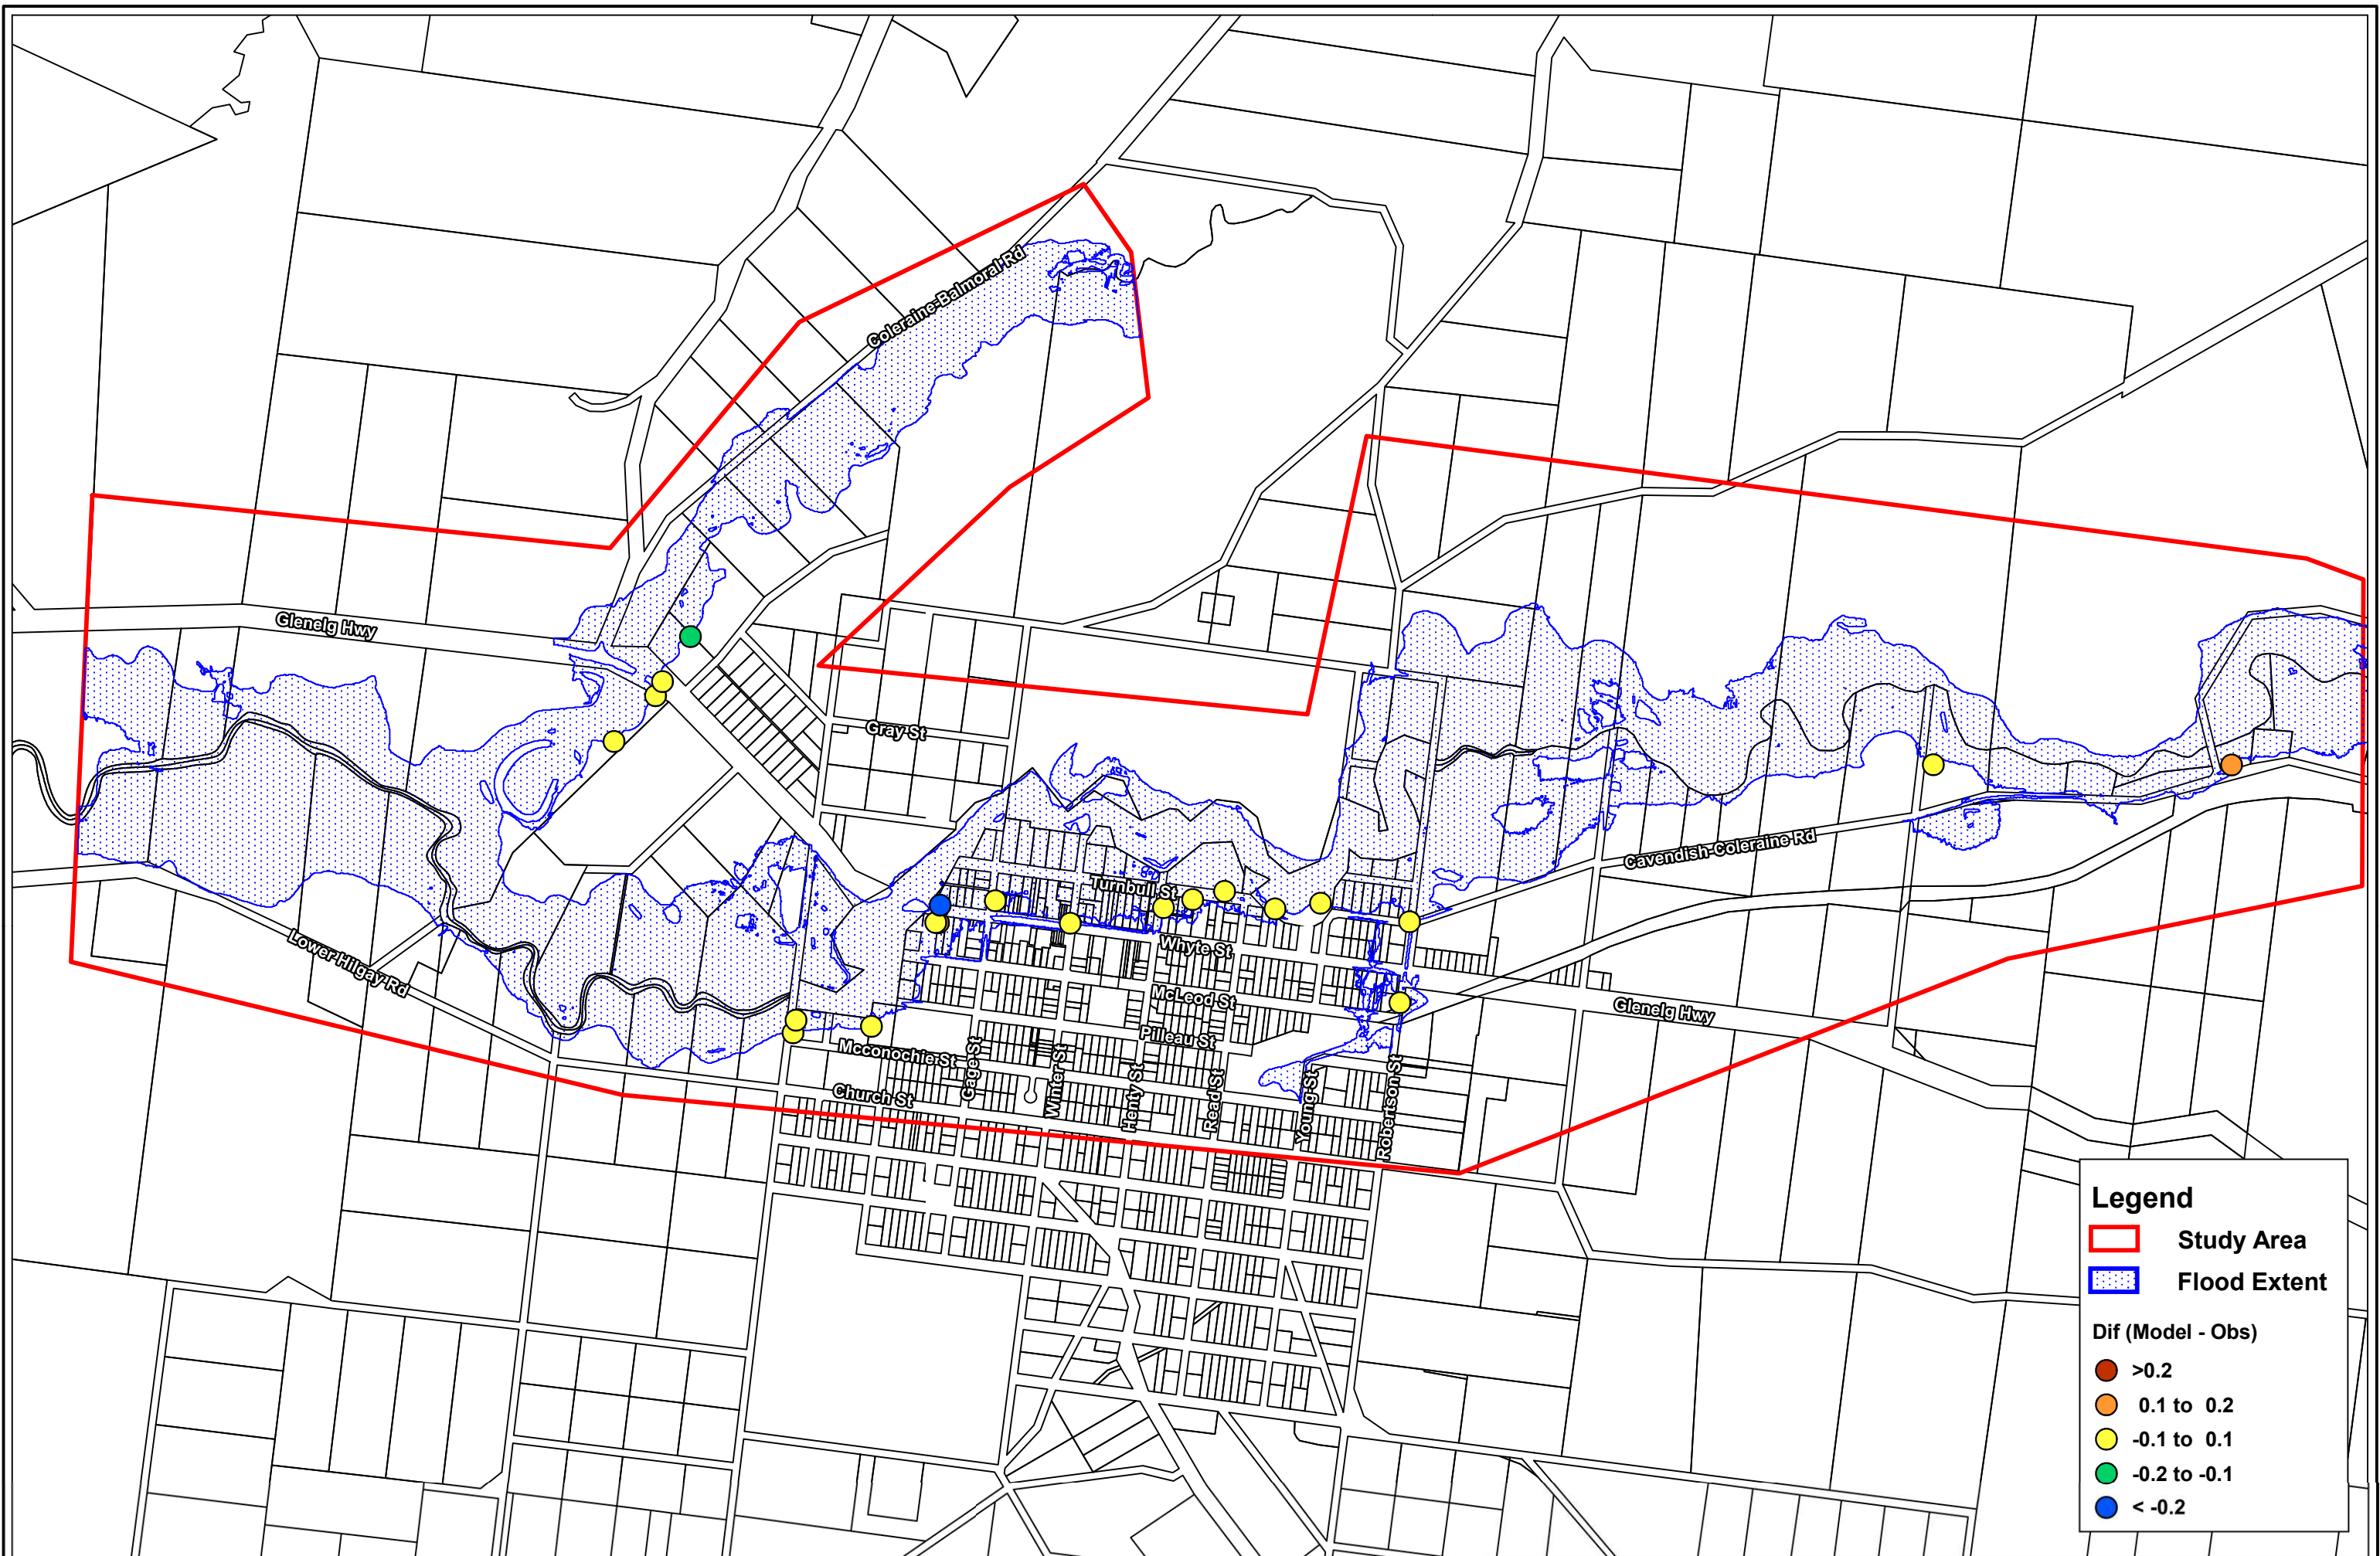 Coleraine-Balmoral Rd
Glenelg Hwy
Gray St
Cavendish-Coleraine Rd
Turnbull St
Whyte St
Lower Hilgay Rd
McLeod St
Glenelg Hwy
Pilleau St
Mcconochie St
Gage St
Winter St
Henty St
Read St
Young St
Robertson St
Church St
Legend
Study Area
Flood Extent
Dif (Model - Obs)
>0.2
0.1 to 0.2
-0.1 to 0.1
-0.2 to -0.1
< -0.2